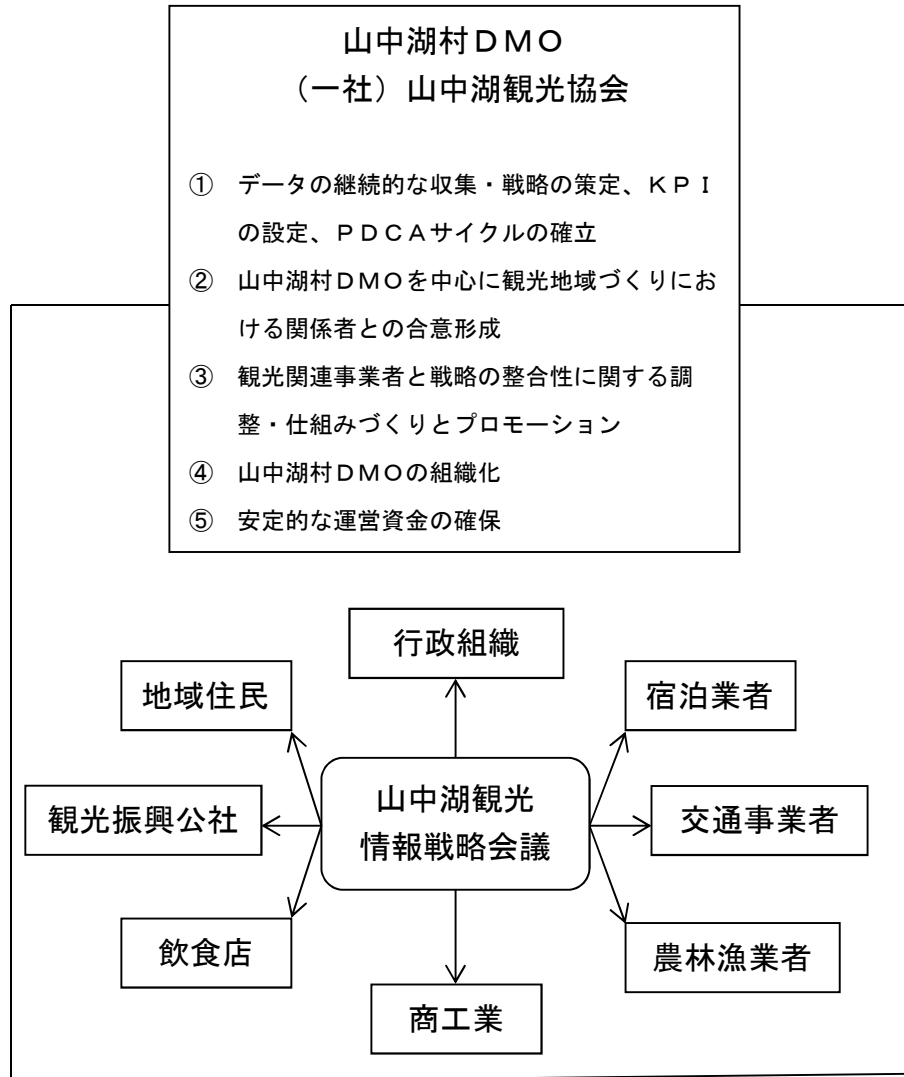 山中湖村ＤＭＯ
（一社）山中湖観光協会
① データの継続的な収集・戦略の策定、ＫＰＩ
の設定、ＰＤＣＡサイクルの確立
② 山中湖村ＤＭＯを中心に観光地域づくりにお
ける関係者との合意形成
③ 観光関連事業者と戦略の整合性に関する調
整・仕組みづくりとプロモーション
④ 山中湖村ＤＭＯの組織化
⑤ 安定的な運営資金の確保
行政組織
地域住民
宿泊業者
観光振興公社
山中湖観光
情報戦略会議
交通事業者
飲食店
農林漁業者
商工業